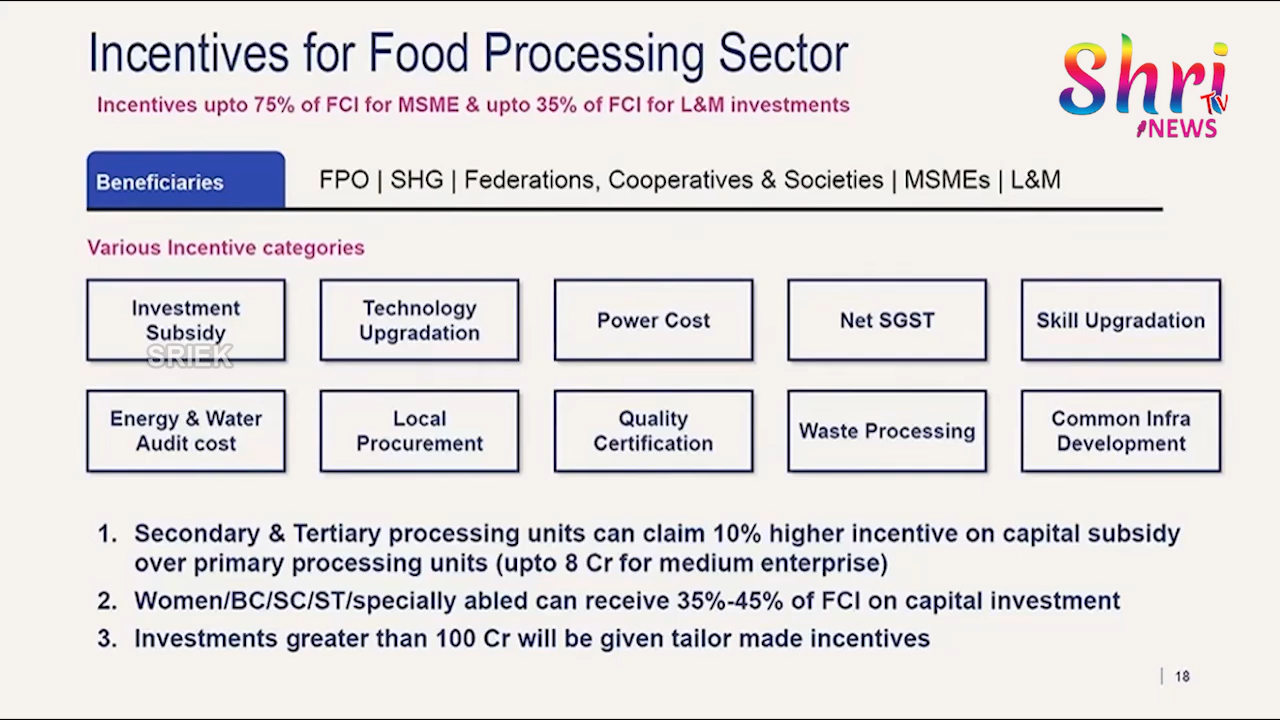 Incentives for Food Processing Sector
Incentives upto 75% of FCI for MSME & upto 35% of FCI for L&M investments
Shri
TV
NEWS
Beneficiaries
FPO | SHG | Federations, Cooperatives & Societies | MSMEs | L&M
Various Incentive categories
Investment
Subsidy
Technology
Upgradation
Power Cost
Net SGST
Skill Upgradation
SRIEK
Energy & Water
Audit cost
Local
Procurement
Quality
Certification
Waste Processing
Common Infra
Development
1. Secondary & Tertiary processing units can claim 10% higher incentive on capital subsidy
over primary processing units (upto 8 Cr for medium enterprise)
2. Women/BC/SC/ST/specially abled can receive 35%-45% of FCI on capital investment
3. Investments greater than 100 Cr will be given tailor made incentives
18